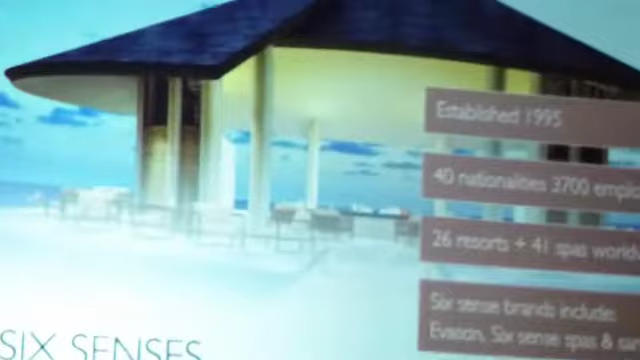 Established 1995
40 nationalities 3700
26 resorts + 41 spas
Six sense brands include:
Evason, Six sense spas &
SIX SENSES